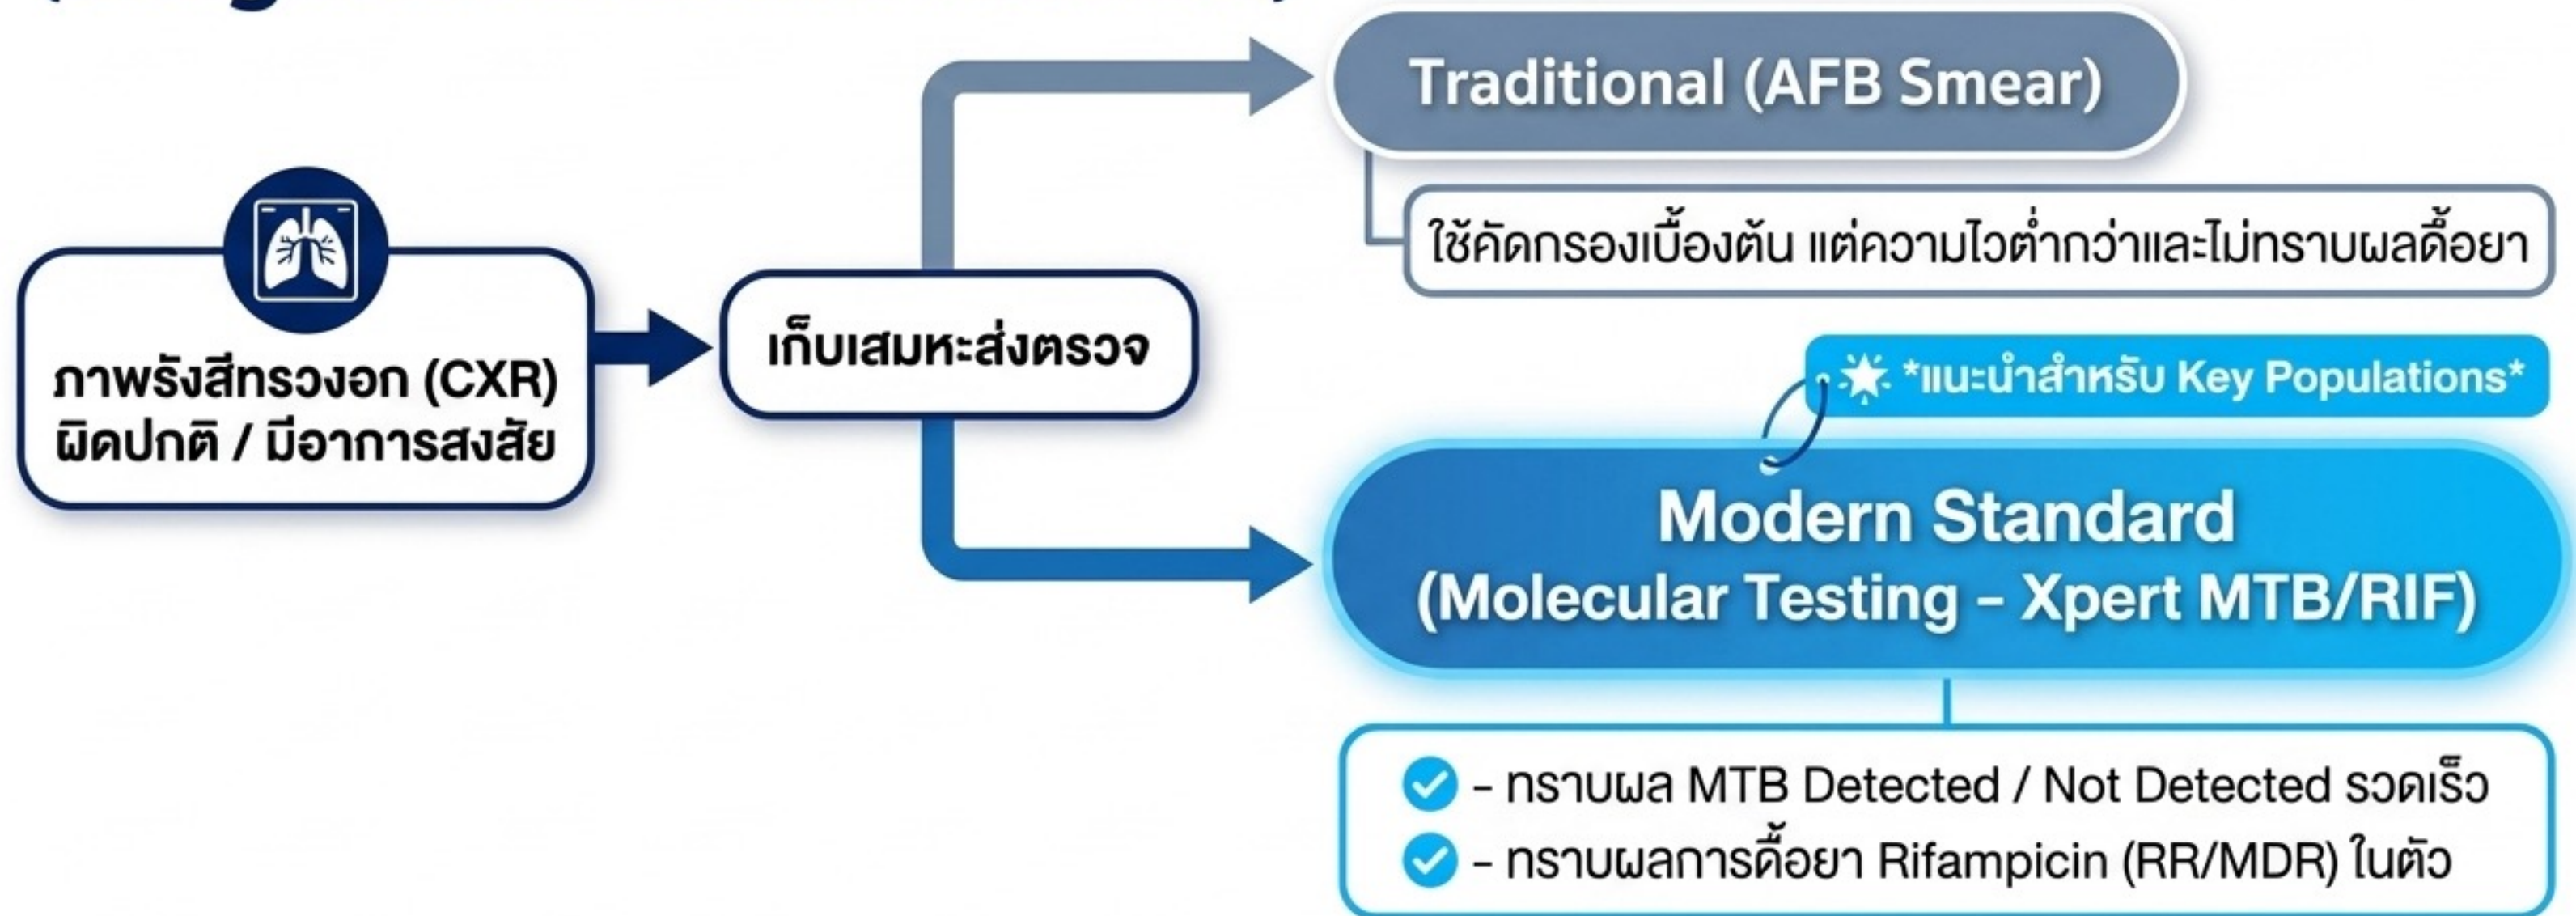 Traditional (AFB Smear)
ใช้คัดกรองเบื้องต้น แต่ความไวต่ำกว่าและไม่ทราบผลดื้อยา
ภาพรังสีทรวงอก (CXR)
ผิดปกติ / มีอาการสงสัย
เก็บเสมหะส่งตรวจ
*แนะนำสำหรับ Key Populations*
Modern Standard
(Molecular Testing – Xpert MTB/RIF)
– ทราบผล MTB Detected / Not Detected รวดเร็ว
– ทราบผลการดื้อยา Rifampicin (RR/MDR) ในตัว